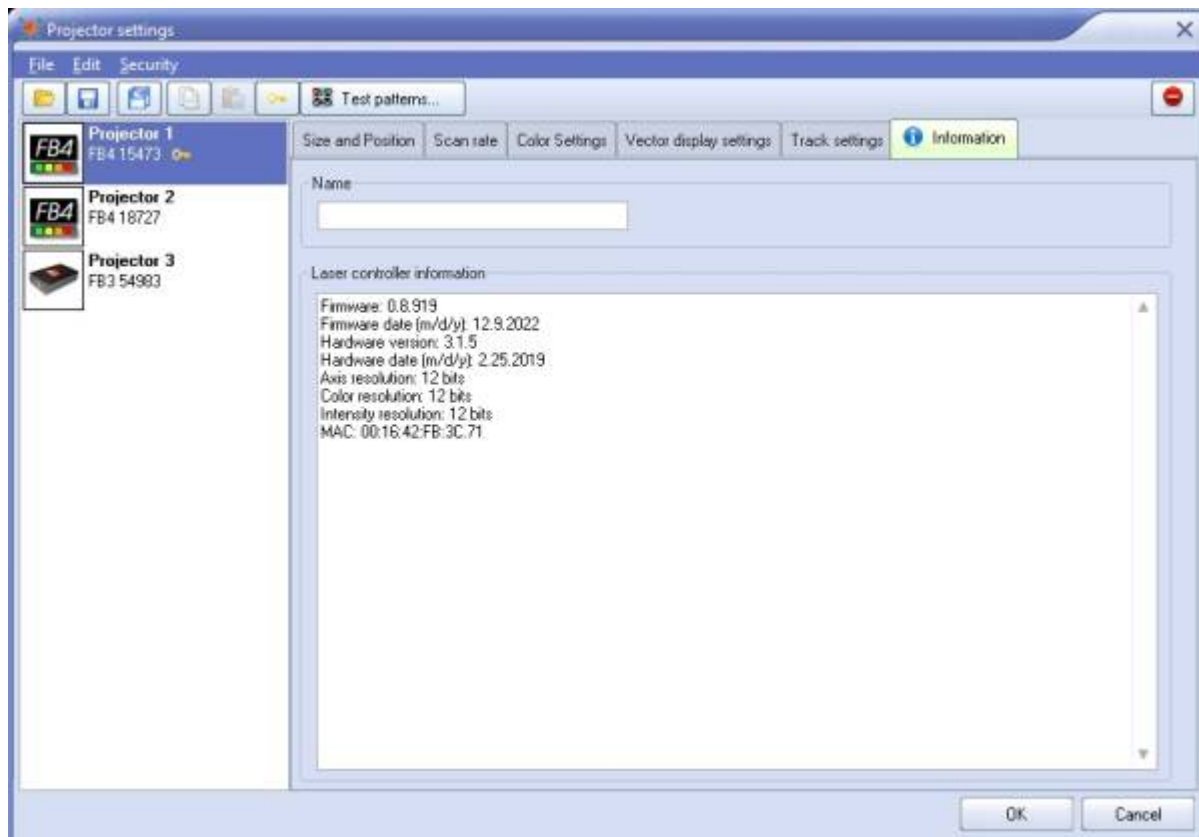 Projector settings
File Edit Security
Test patterns...
Projector 1
FB4 15473
Projector 2
FB4 18727
Projector 3
FB3 54983
FB4
FB4
Size and Position Scan rate Color Settings Vector display settings Track settings Information
Name
Laser controller information
Firmware: 0.8.919
Firmware date (m/d/y): 12.9.2022
Hardware version: 3.1.5
Hardware date (m/d/y): 2.25.2019
Axis resolution: 12 bits
Color resolution: 12 bits
Intensity resolution: 12 bits
MAC: 00:16:42:FB:3C:71
OK Cancel